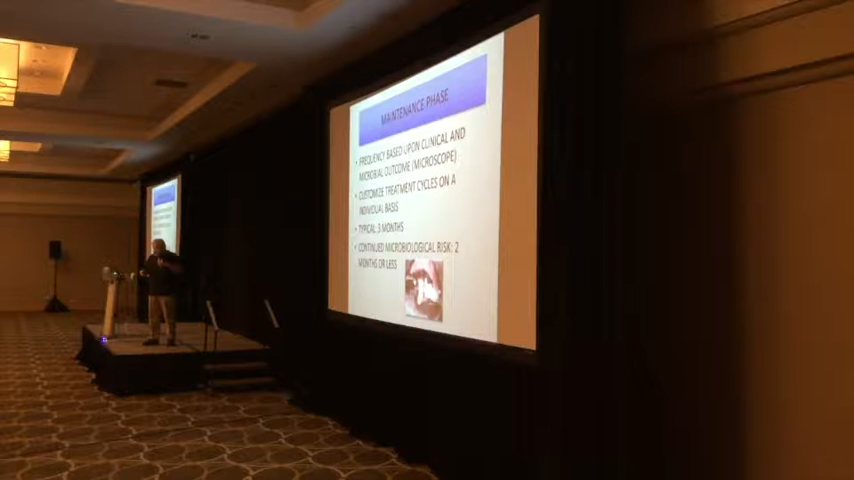 MAINTENANCE PHASE
• FREQUENCY BASED UPON CLINICAL AND
MICROBIAL OUTCOME (MICROSCOPE)
• CUSTOMIZE TREATMENT CYCLES ON A
INDIVIDUAL BASIS
• TYPICAL: 3 MONTHS
• CONTINUED MICROBIOLOGICAL RISK: 2
MONTHS OR LESS